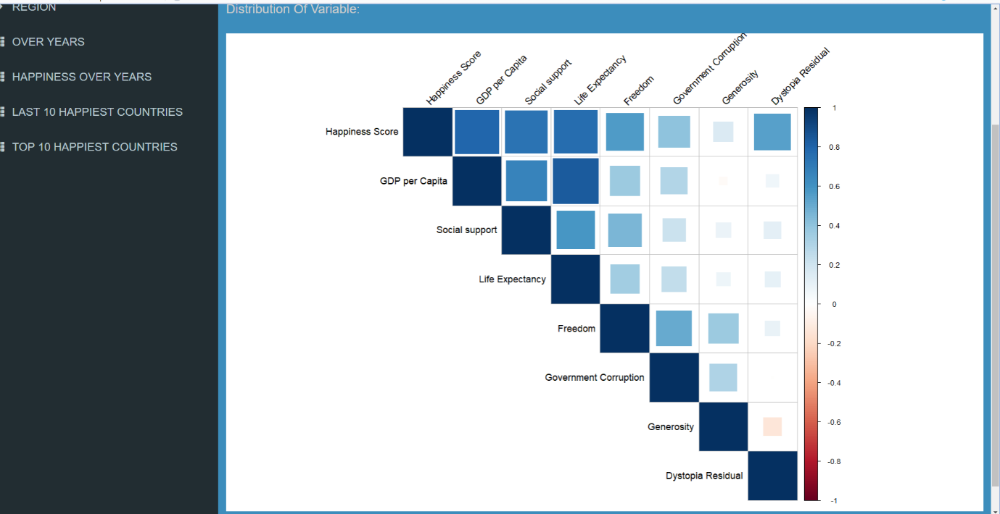 REGION
OVER YEARS
HAPPINESS OVER YEARS
LAST 10 HAPPIEST COUNTRIES
TOP 10 HAPPIEST COUNTRIES
Distribution Of Variable:
Happiness Score
GDP per Capita
Social support
Life Expectancy
Freedom
Government Corruption
Generosity
Dystopia Residual
Happiness Score
GDP per Capita
Social support
Life Expectancy
Freedom
Government Corruption
Generosity
Dystopia Residual
1
0.8
0.6
0.4
0.2
0
-0.2
-0.4
-0.6
-0.8
-1